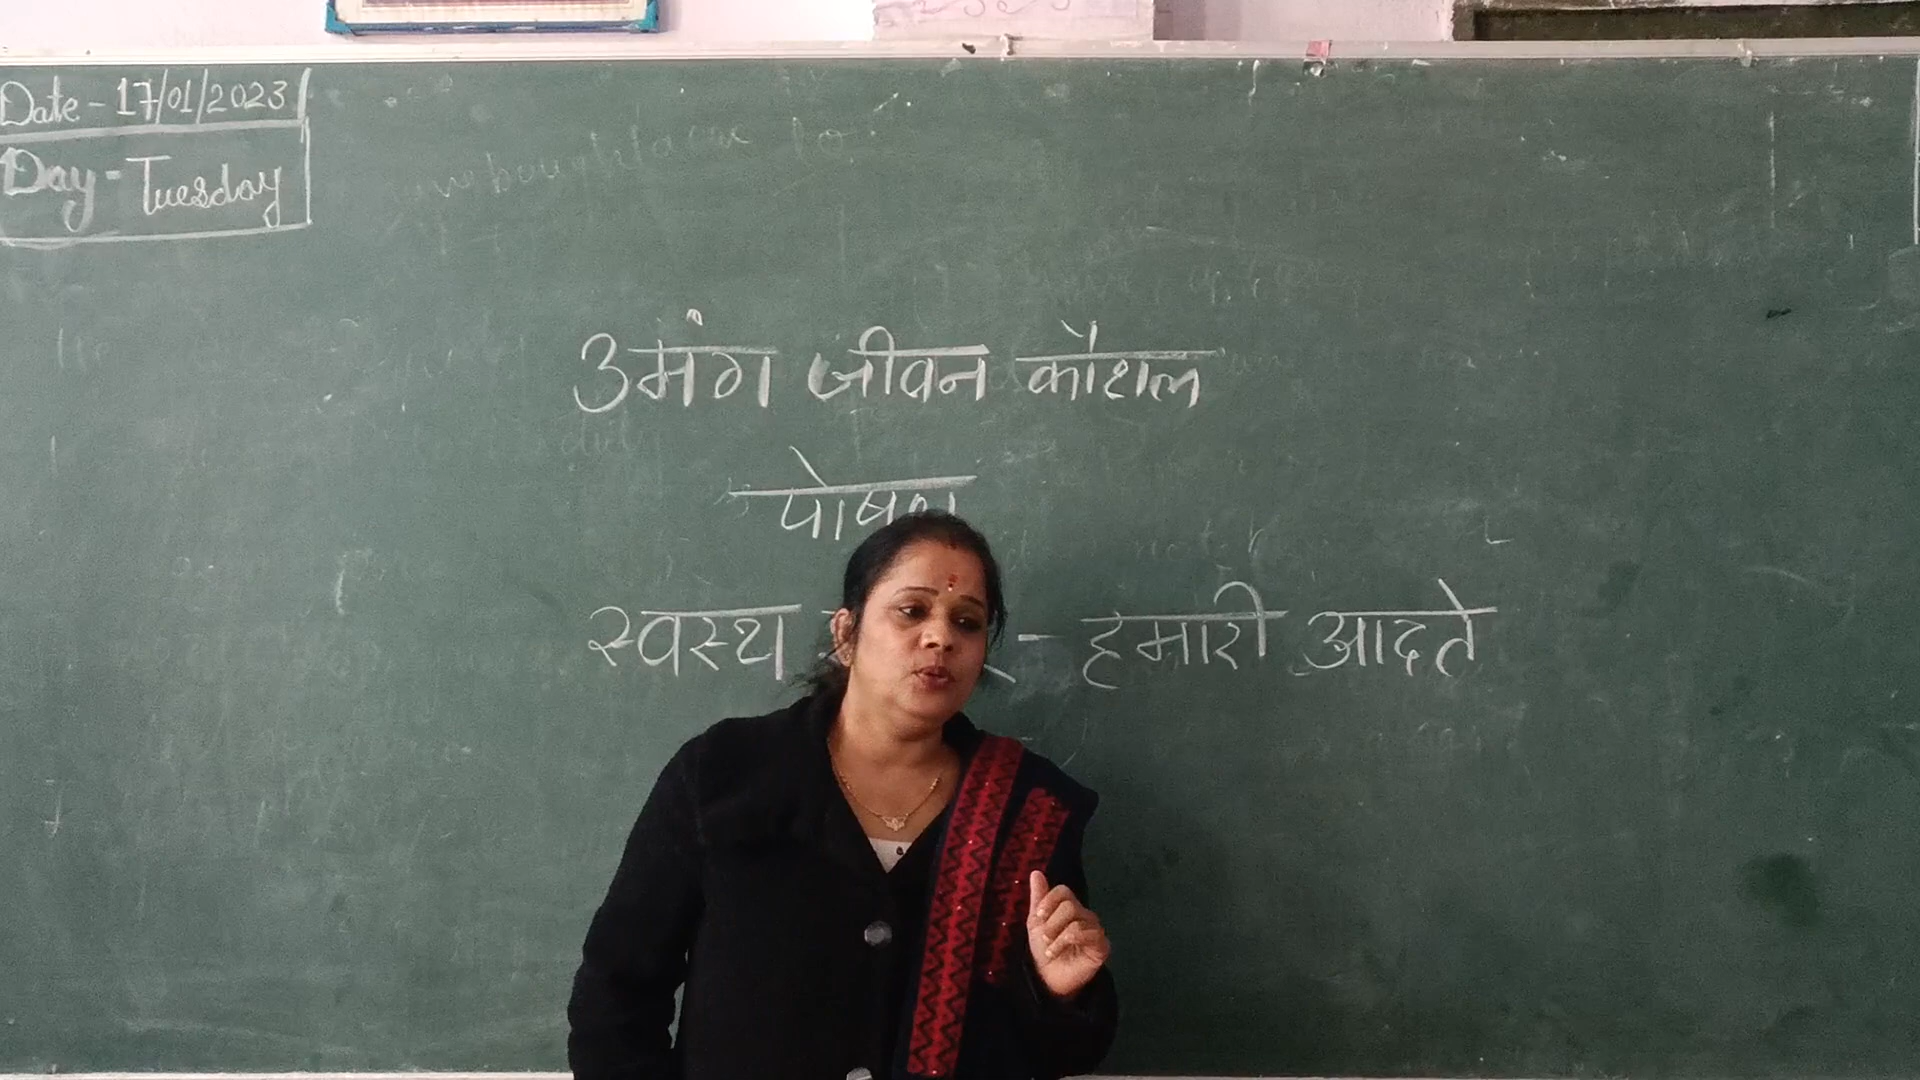 Date - 17/01/2023
Day - Tuesday
उमंग जीवन कौशल
पोषण
स्वस्थ - हमारी आदते